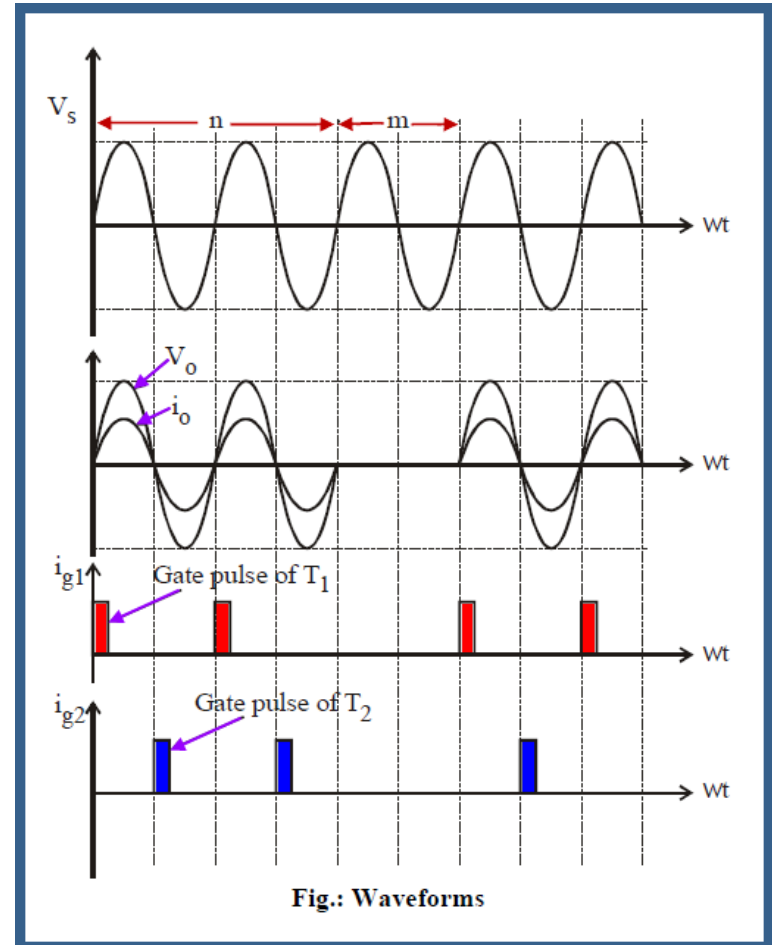 Vs
n
m
Wt
Vo
io
Wt
ig1
Gate pulse of T1
Wt
ig2
Gate pulse of T2
Wt
Fig.: Waveforms